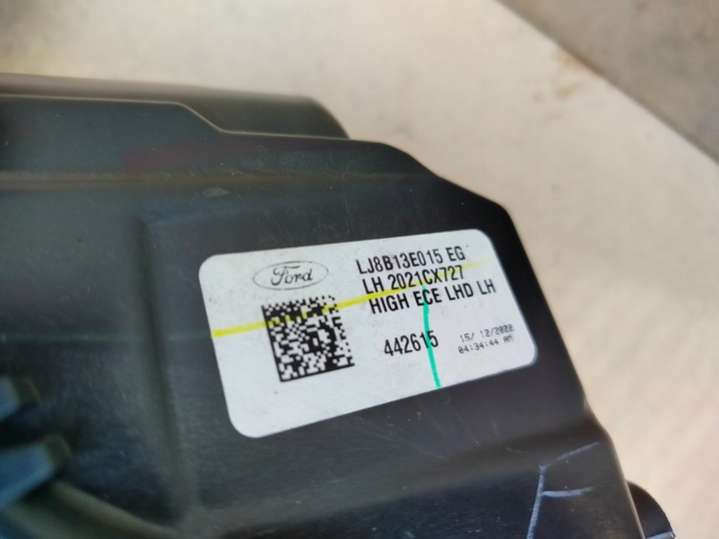 Ford
LJ8B13E015 EG
LH 2021CX727
HIGH ECE LHD LH
442615
15/ 12/2020
04:34:44 AM